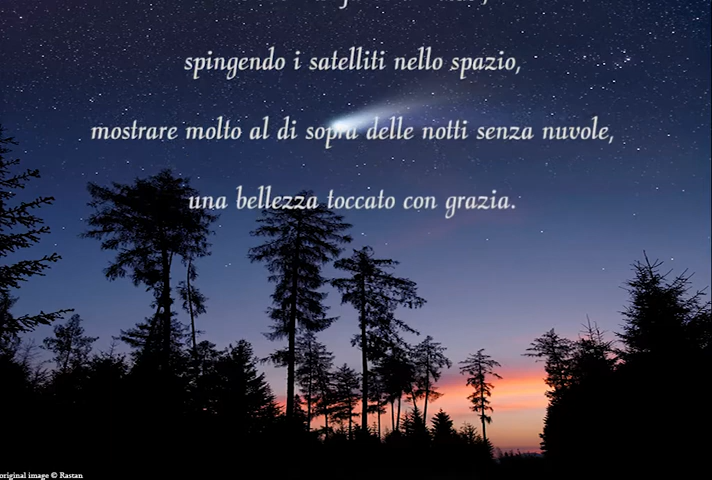 spingendo i satelliti nello spazio,
mostrare molto al di sopra delle notti senza nuvole,
una bellezza toccato con grazia.
original image © Rastan